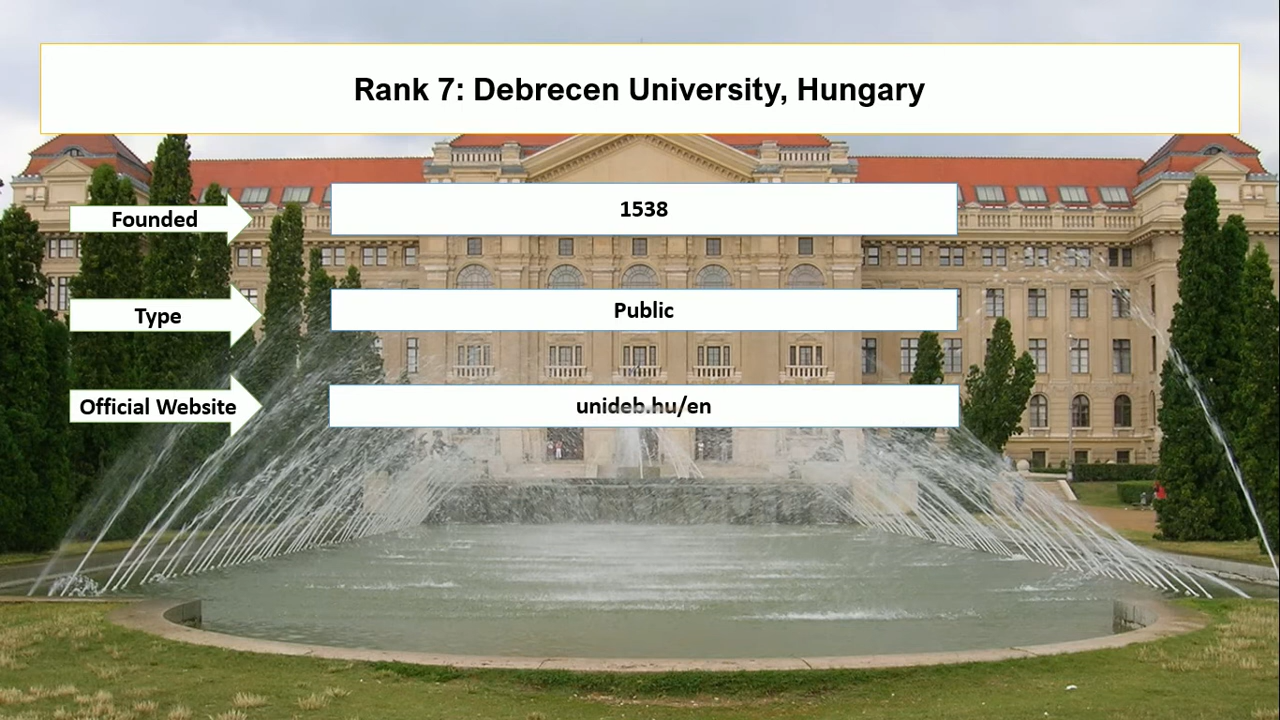 Rank 7: Debrecen University, Hungary
Founded
1538
Type
Public
Official Website
unideb.hu/en